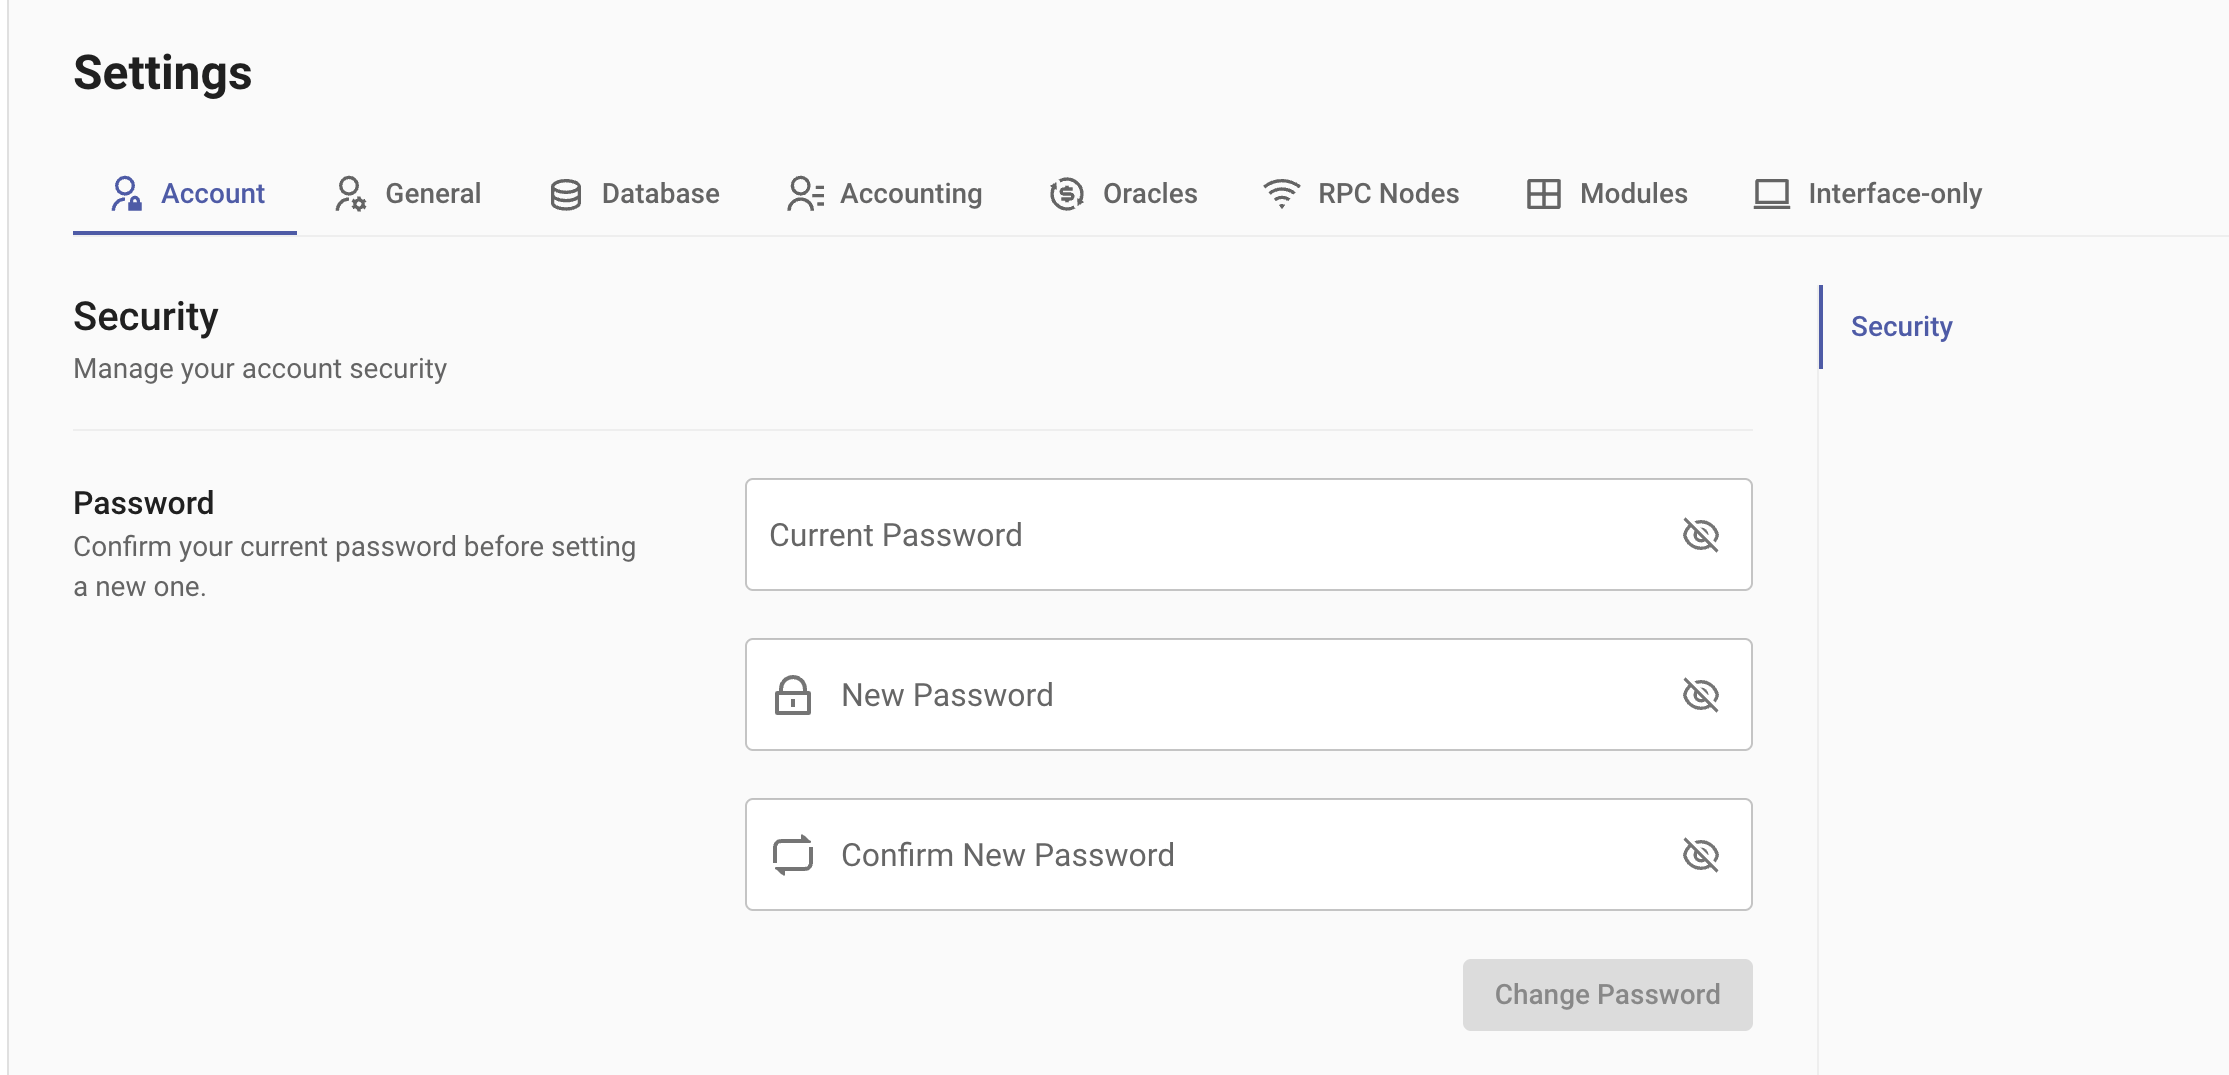 Settings
Account
General
Database
Accounting
Oracles
RPC Nodes
Modules
Interface-only
Security
Manage your account security
Security
Password
Confirm your current password before setting
a new one.
Current Password
New Password
Confirm New Password
Change Password